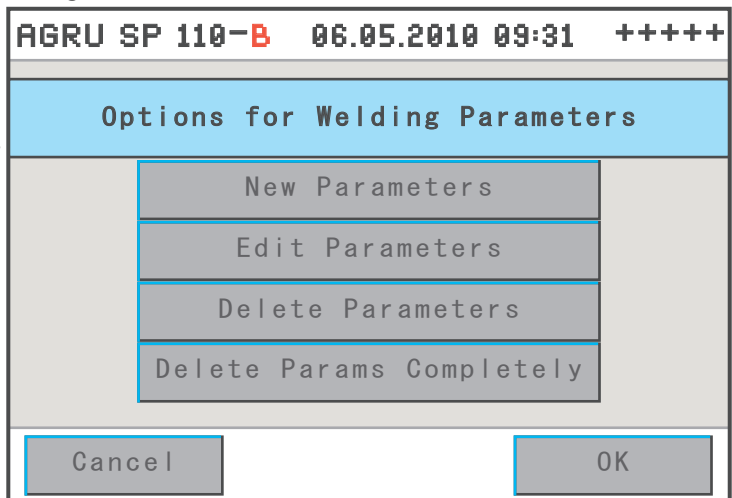 AGRU SP 110-B 06.05.2010 09:31 +++++
Options for Welding Parameters
New Parameters
Edit Parameters
Delete Parameters
Delete Params Completely
Cancel OK